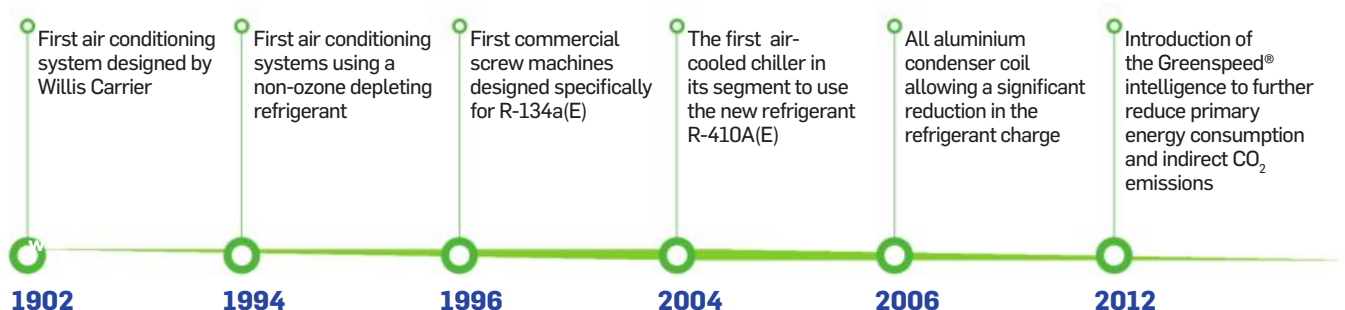 First air conditioning
system designed by
Willis Carrier
First air conditioning
systems using a
non-ozone depleting
refrigerant
First commercial
screw machines
designed specifically
for R-134a(E)
The first air-
cooled chiller in
its segment to use
the new refrigerant
R-410A(E)
All aluminium
condenser coil
allowing a significant
reduction in the
refrigerant charge
Introduction of
the Greenspeed®
intelligence to further
reduce primary
energy consumption
and indirect CO₂
emissions
1902
1994
1996
2004
2006
2012